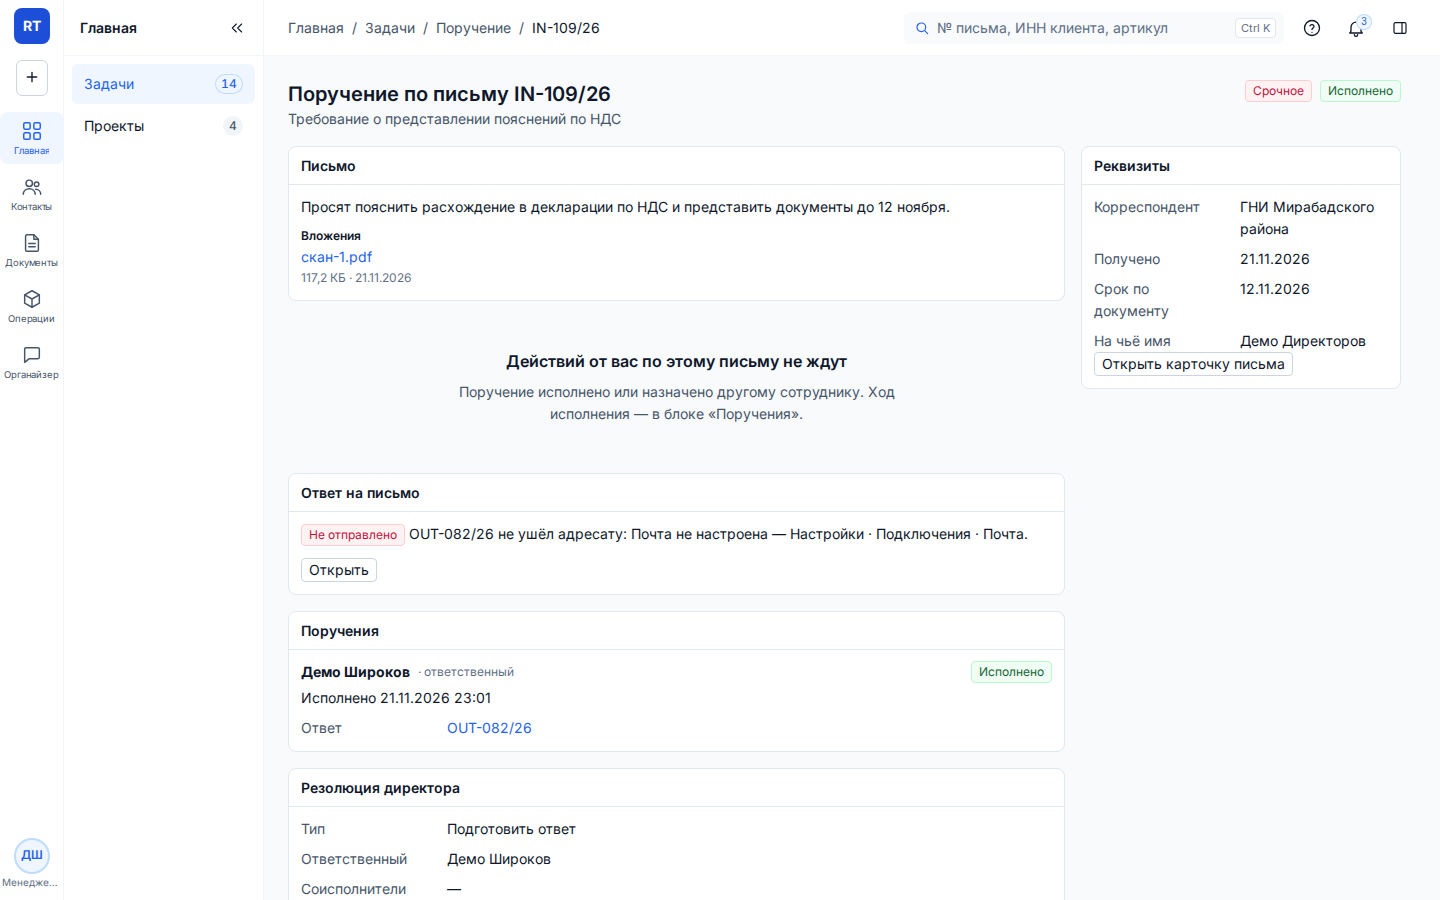 RT
Главная
Главная / Задачи / Поручение / IN-109/26
№ письма, ИНН клиента, артикул
Ctrl K
3
Задачи
14
Проекты
4
Главная
Контакты
Документы
Операции
Органайзер
ДШ
Менедже...
Поручение по письму IN-109/26
Срочное
Исполнено
Требование о представлении пояснений по НДС
Письмо
Просят пояснить расхождение в декларации по НДС и представить документы до 12 ноября.
Вложения
скан-1.pdf
117,2 КБ · 21.11.2026
Реквизиты
Корреспондент
ГНИ Мирабадского
района
Получено
21.11.2026
Срок по
документу
12.11.2026
На чьё имя
Демо Директоров
Открыть карточку письма
Действий от вас по этому письму не ждут
Поручение исполнено или назначено другому сотруднику. Ход
исполнения — в блоке «Поручения».
Ответ на письмо
Не отправлено OUT-082/26 не ушёл адресату: Почта не настроена — Настройки · Подключения · Почта.
Открыть
Поручения
Демо Широков · ответственный
Исполнено
Исполнено 21.11.2026 23:01
Ответ
OUT-082/26
Резолюция директора
Тип
Подготовить ответ
Ответственный
Демо Широков
Соисполнители
—